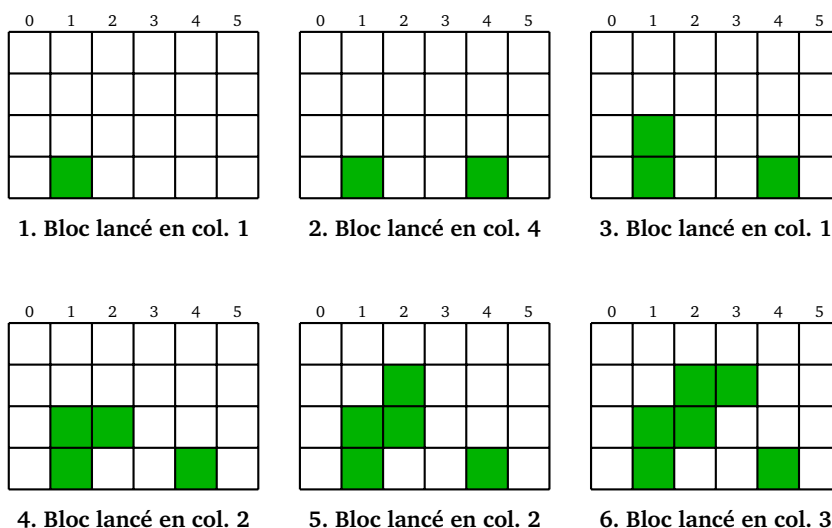 0 1 2 3 4 5
0 1 2 3 4 5
0 1 2 3 4 5
1. Bloc lancé en col. 1
2. Bloc lancé en col. 4
3. Bloc lancé en col. 1
0 1 2 3 4 5
0 1 2 3 4 5
0 1 2 3 4 5
4. Bloc lancé en col. 2
5. Bloc lancé en col. 2
6. Bloc lancé en col. 3